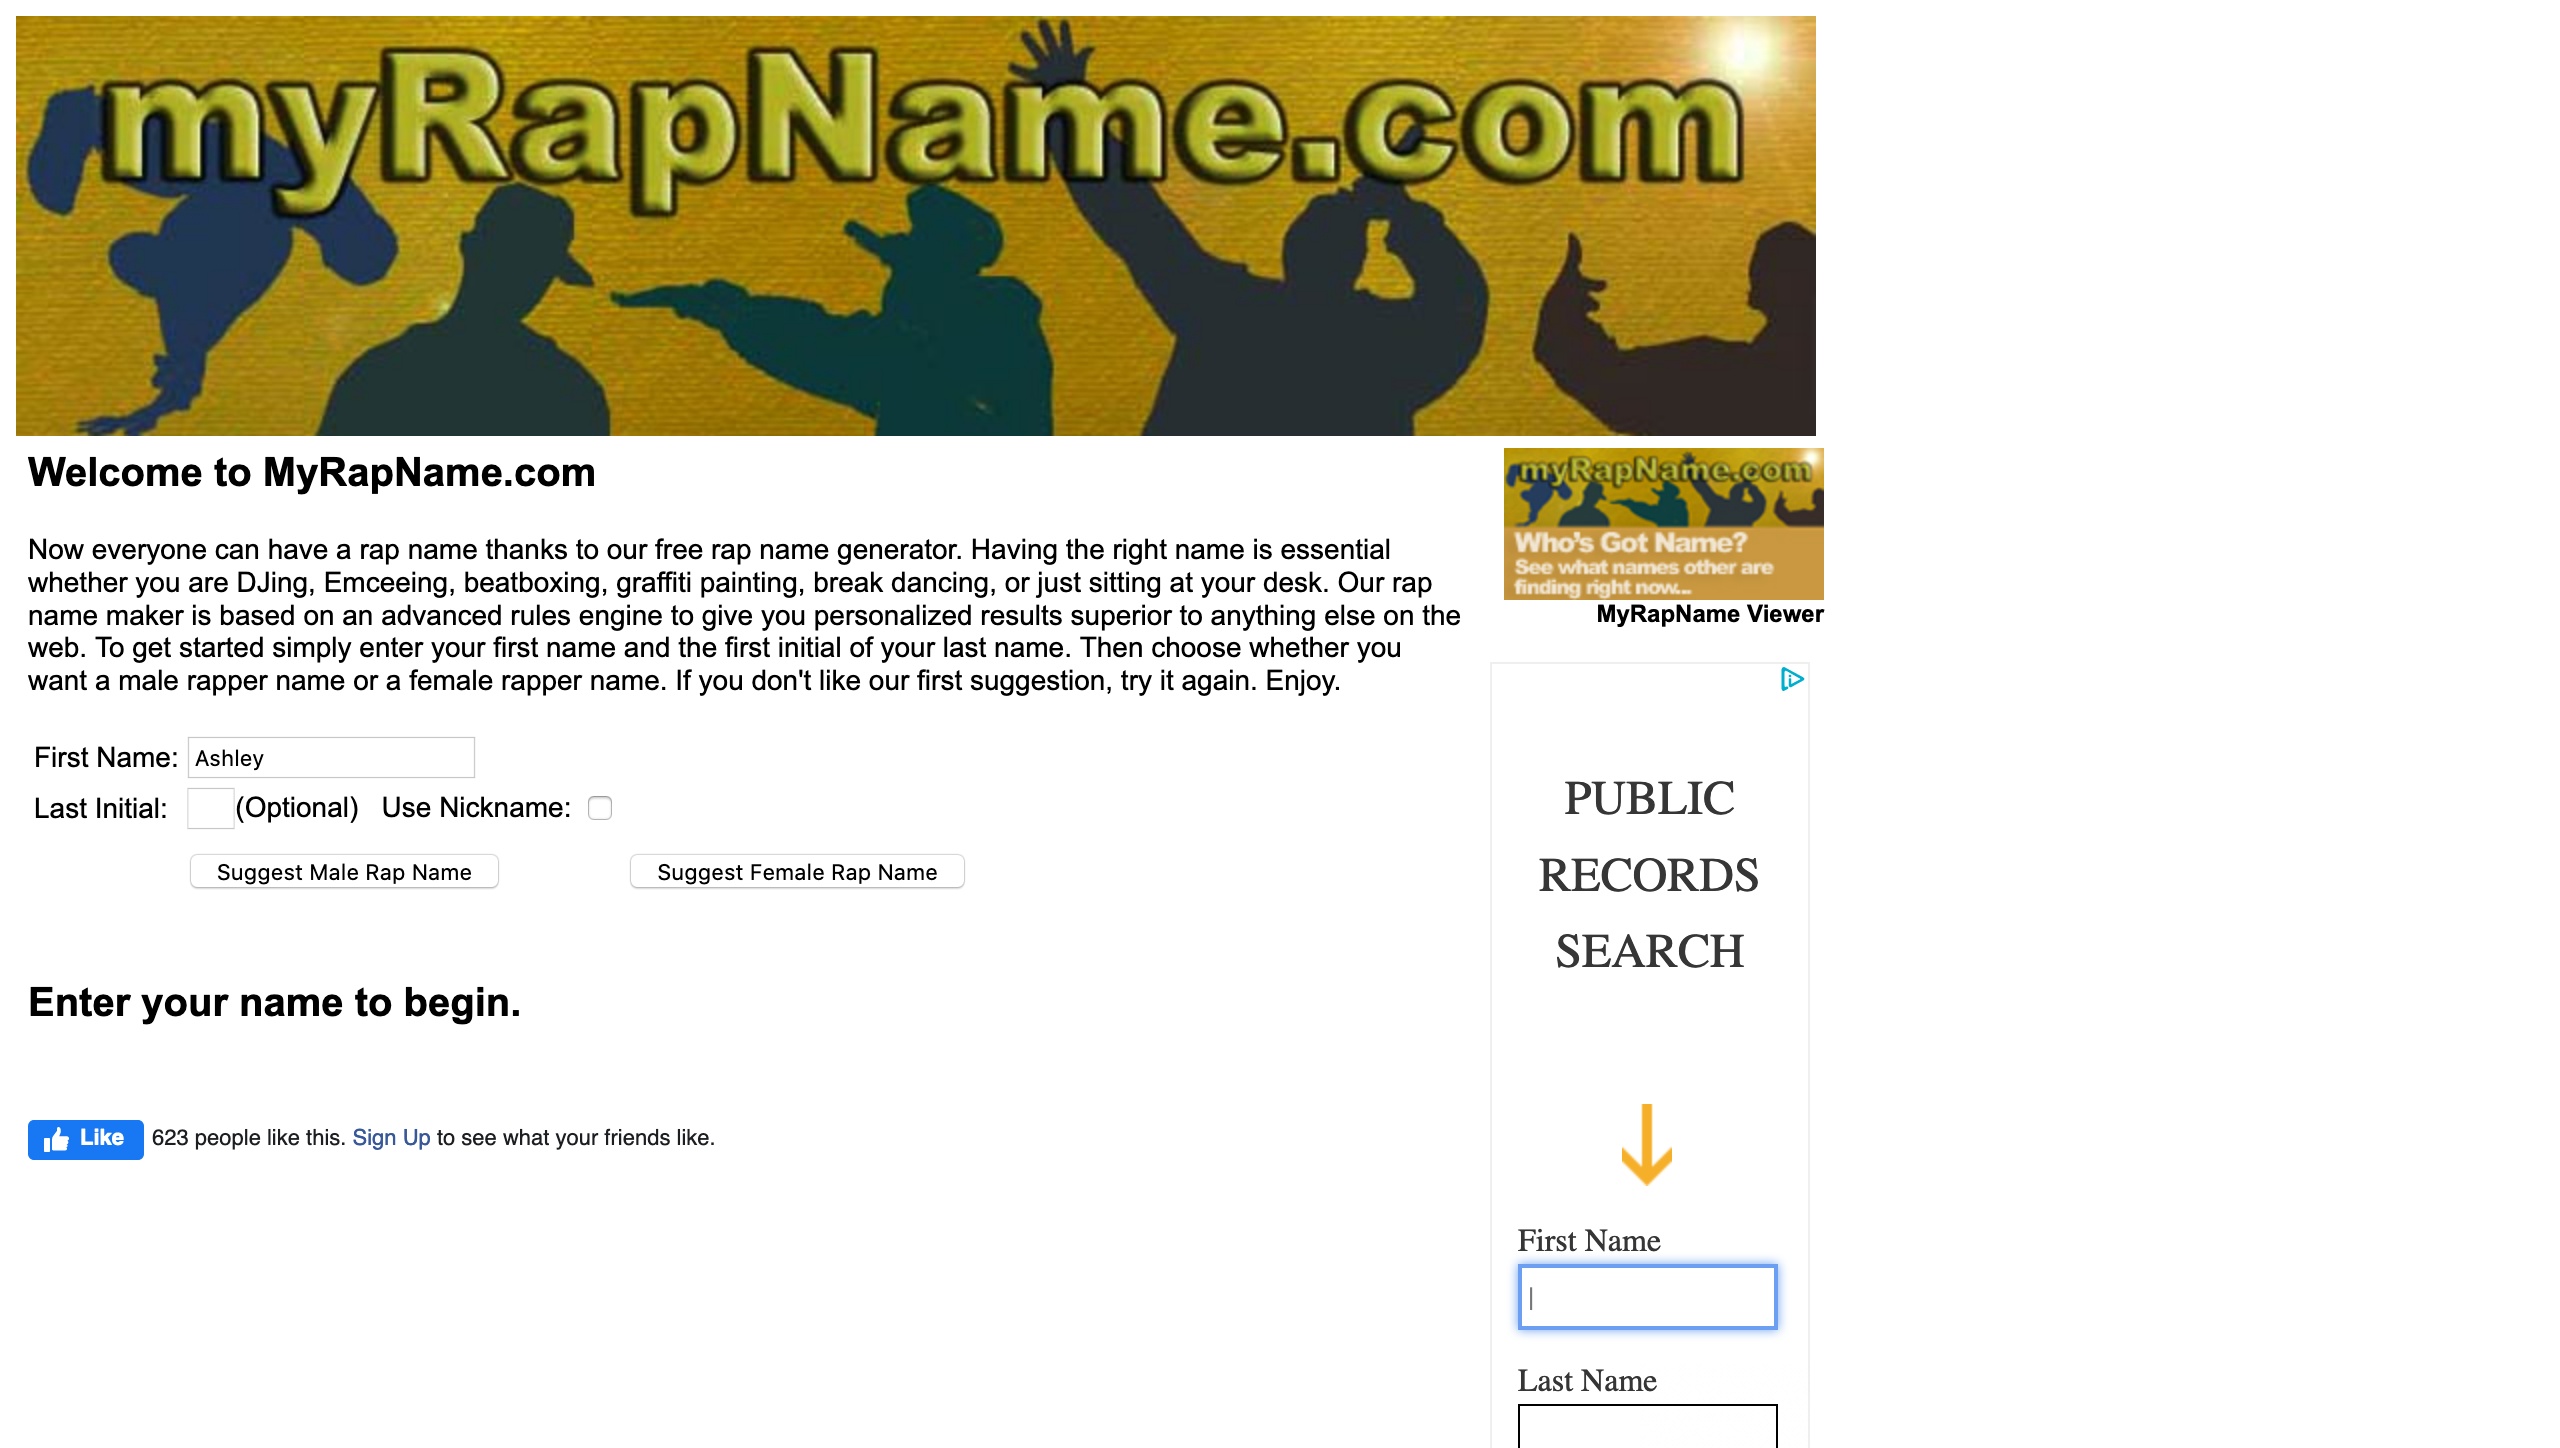 myRapName.com
Welcome to MyRapName.com
Now everyone can have a rap name thanks to our free rap name generator. Having the right name is essential
whether you are DJing, Emceeing, beatboxing, graffiti painting, break dancing, or just sitting at your desk. Our rap
name maker is based on an advanced rules engine to give you personalized results superior to anything else on the
web. To get started simply enter your first name and the first initial of your last name. Then choose whether you
want a male rapper name or a female rapper name. If you don't like our first suggestion, try it again. Enjoy.
First Name: Ashley
Last Initial: (Optional) Use Nickname:
Suggest Male Rap Name Suggest Female Rap Name
Enter your name to begin.
Like 623 people like this. Sign Up to see what your friends like.
myRapName.com
Who's Got Name?
See what names other are
finding right now...
MyRapName Viewer
PUBLIC
RECORDS
SEARCH
First Name
Last Name